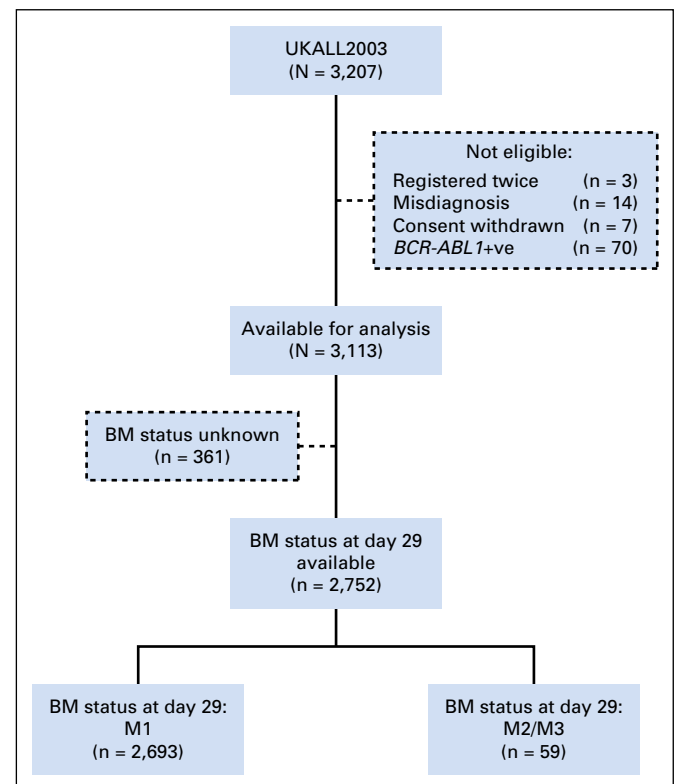 UKALL2003
(N = 3,207)
Not eligible:
Registered twice (n = 3)
Misdiagnosis (n = 14)
Consent withdrawn (n = 7)
BCR-ABL1+ve (n = 70)
Available for analysis
(N = 3,113)
BM status unknown
(n = 361)
BM status at day 29
available
(n = 2,752)
BM status at day 29:
M1
(n = 2,693)
BM status at day 29:
M2/M3
(n = 59)